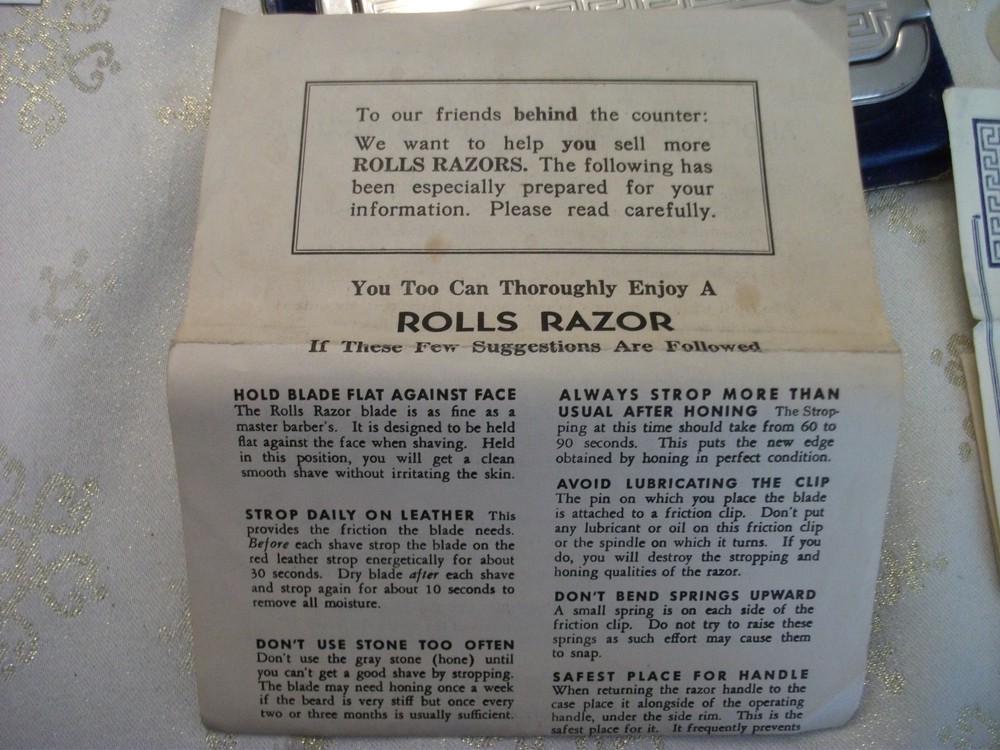 To our friends behind the counter:
We want to help you sell more
ROLLS RAZORS. The following has
been especially prepared for your
information. Please read carefully.
You Too Can Thoroughly Enjoy A
ROLLS RAZOR
If These Few Suggestions Are Followed
HOLD BLADE FLAT AGAINST FACE
The Rolls Razor blade is as fine as a
master barber's. It is designed to be held
flat against the face when shaving. Held
in this position, you will get a clean
smooth shave without irritating the skin.
STROP DAILY ON LEATHER This
provides the friction the blade needs.
Before each shave strop the blade on the
red leather strop energetically for about
30 seconds. Dry blade after each shave
and strop again for about 10 seconds to
remove all moisture.
DON'T USE STONE TOO OFTEN
Don't use the gray stone (hone) until
you can't get a good shave by stropping.
The blade may need honing once a week
if the beard is very stiff but once every
two or three months is usually sufficient.
ALWAYS STROP MORE THAN
USUAL AFTER HONING The Strop-
ping at this time should take from 60 to
90 seconds. This puts the new edge
obtained by honing in perfect condition.
AVOID LUBRICATING THE CLIP
The pin on which you place the blade
is attached to a friction clip. Don't put
any lubricant or oil on this friction clip
or the spindle on which it turns. If you
do, you will destroy the stropping and
honing qualities of the razor.
DON'T BEND SPRINGS UPWARD
A small spring is on each side of the
friction clip. Do not try to raise these
springs as such effort may cause them
to snap.
SAFEST PLACE FOR HANDLE
When returning the razor handle to the
case place it alongside of the operating
handle, under the side rim. This is the
safest place for it. It frequently prevents